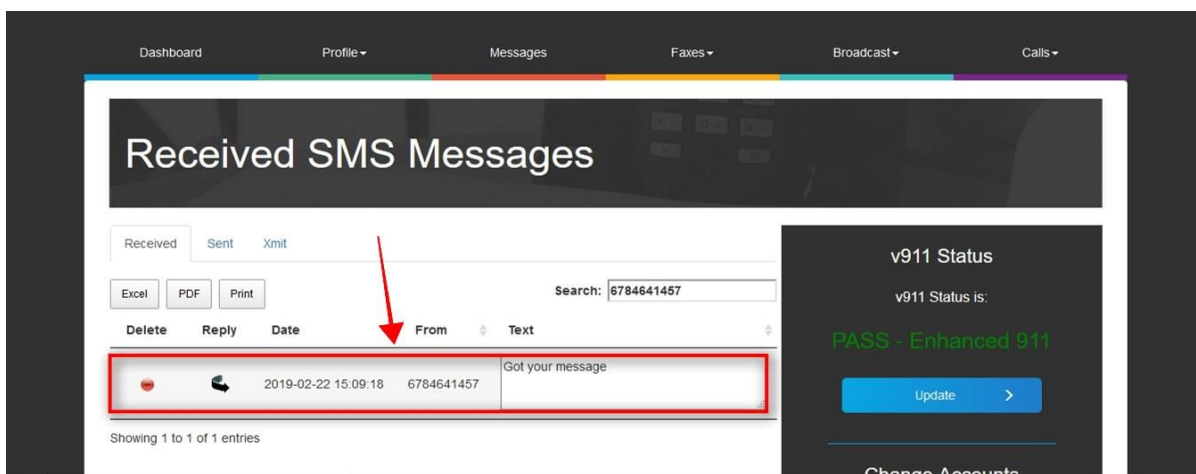 Dashboard Profile Messages Faxes Broadcast Calls
Received SMS Messages
Received Sent Xmit
Excel PDF Print Search: 6784641457
Delete Reply Date From Text
2019-02-22 15:09:18 6784641457 Got your message
Showing 1 to 1 of 1 entries
v911 Status
v911 Status is:
PASS - Enhanced 911
Update
Change Accounts